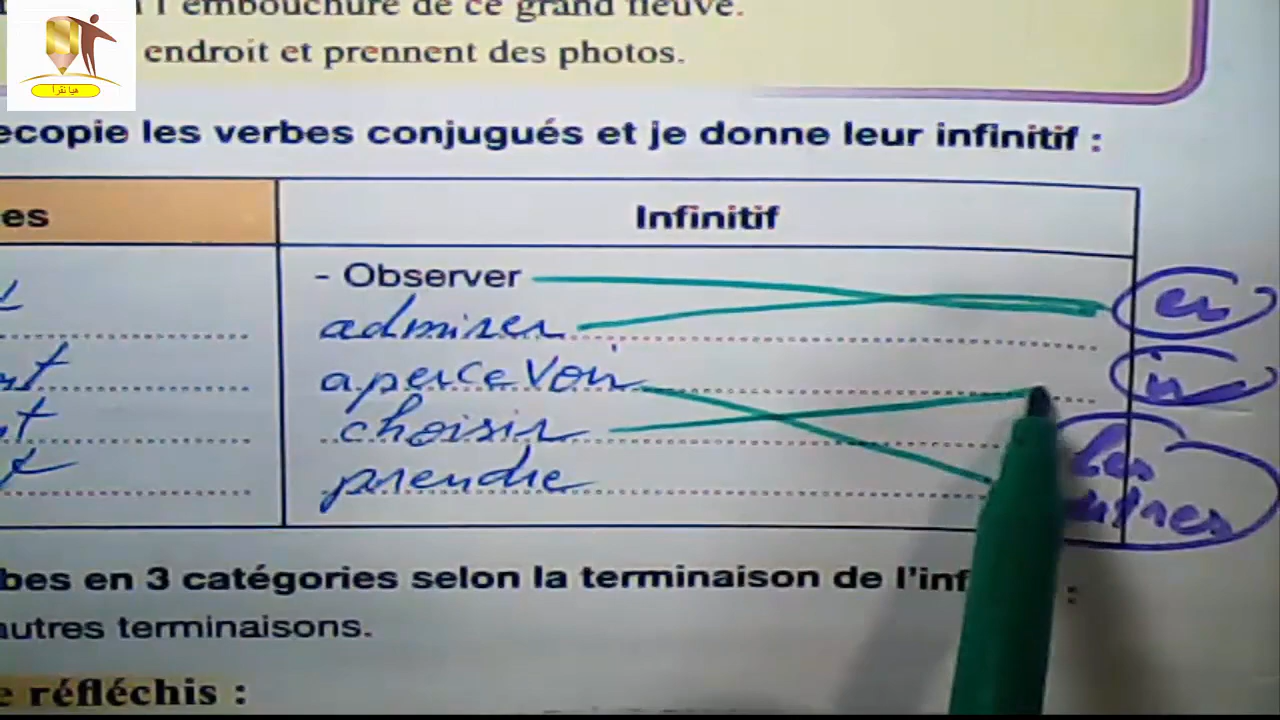 l'embouchure de ce grand fleuve.
endroit et prennent des photos.
هيا نقرأ
ecopie les verbes conjugués et je donne leur infinitif :
es
Infinitif
- Observer
er
admirer
apercevoir
ir
choisir
les
prendre
autres
bes en 3 catégories selon la terminaison de l'inf :
autres terminaisons.
e réfléchis :